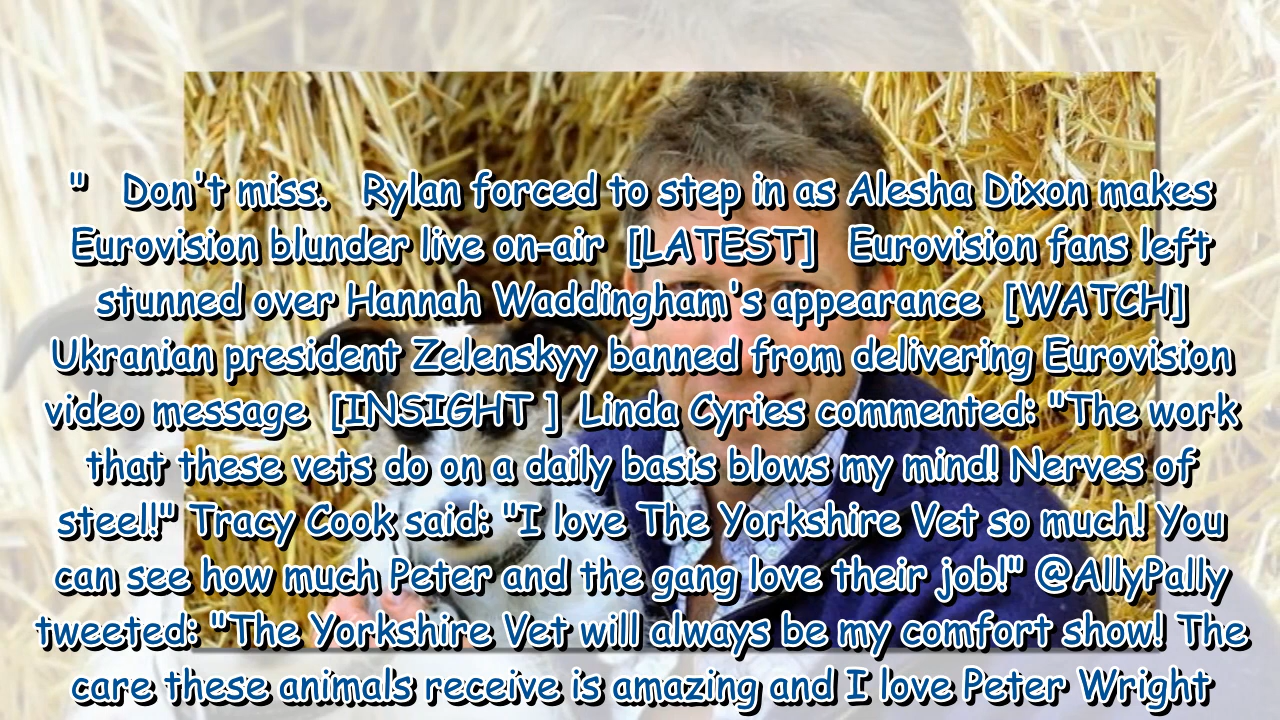 " Don't miss. Rylan forced to step in as Alesha Dixon makes
Eurovision blunder live on-air [LATEST] Eurovision fans left
stunned over Hannah Waddingham's appearance [WATCH]
Ukranian president Zelenskyy banned from delivering Eurovision
video message [INSIGHT ] Linda Cyries commented: "The work
that these vets do on a daily basis blows my mind! Nerves of
steel!" Tracy Cook said: "I love The Yorkshire Vet so much! You
can see how much Peter and the gang love their job!" @AllyPally
tweeted: "The Yorkshire Vet will always be my comfort show! The
care these animals receive is amazing and I love Peter Wright